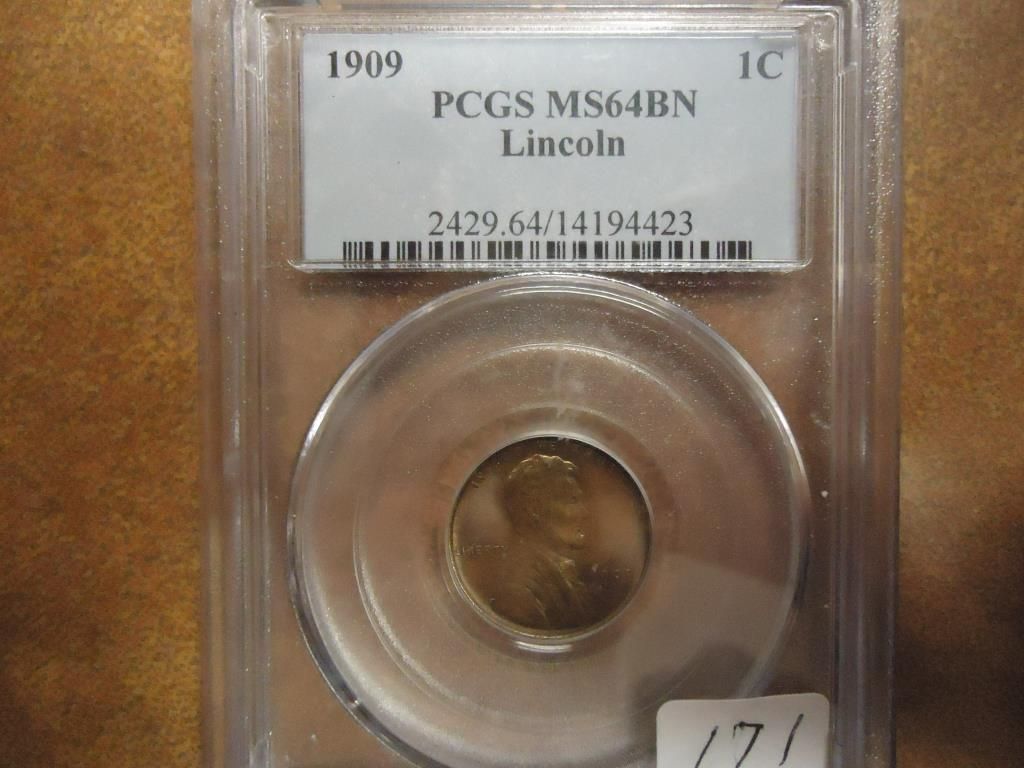 1909 1C
PCGS MS64BN
Lincoln
2429.64/14194423
LIBERTY
171